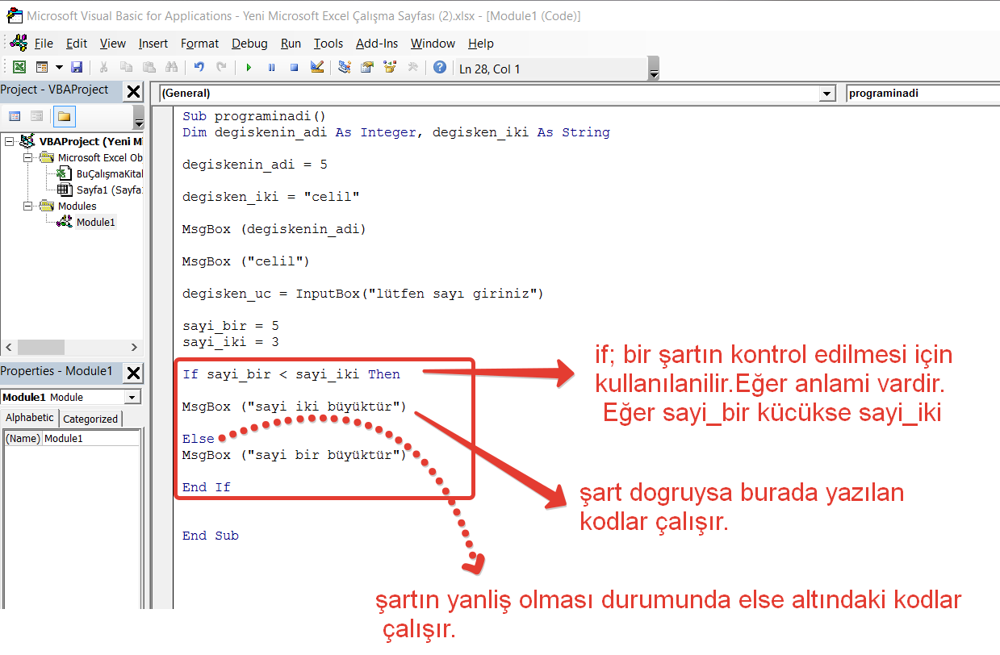 Microsoft Visual Basic for Applications - Yeni Microsoft Excel Çalışma Sayfası (2).xlsx - [Module1 (Code)]
File Edit View Insert Format Debug Run Tools Add-Ins Window Help
Ln 28, Col 1
Project - VBAProject
VBAProject (Yeni Mi
Microsoft Excel Ob
BuÇalışmaKital
Sayfa1 (Sayfa1
Modules
Module1
Properties - Module1
Module1 Module
Alphabetic Categorized
(Name) Module1
(General) programinadi
Sub programinadi()
Dim degiskenin_adi As Integer, degisken_iki As String
degiskenin_adi = 5
degisken_iki = "celil"
MsgBox (degiskenin_adi)
MsgBox ("celil")
degisken_uc = InputBox("lütfen sayı giriniz")
sayi_bir = 5
sayi_iki = 3
If sayi_bir < sayi_iki Then
MsgBox ("sayi iki büyüktür")
Else
MsgBox ("sayi bir büyüktür")
End If
End Sub
if; bir şartın kontrol edilmesi için
kullanılanilir.Eğer anlami vardir.
Eğer sayi_bir kücükse sayi_iki
şart dogruysa burada yazılan
kodlar çalışır.
şartın yanliş olması durumunda else altındaki kodlar
çalışır.